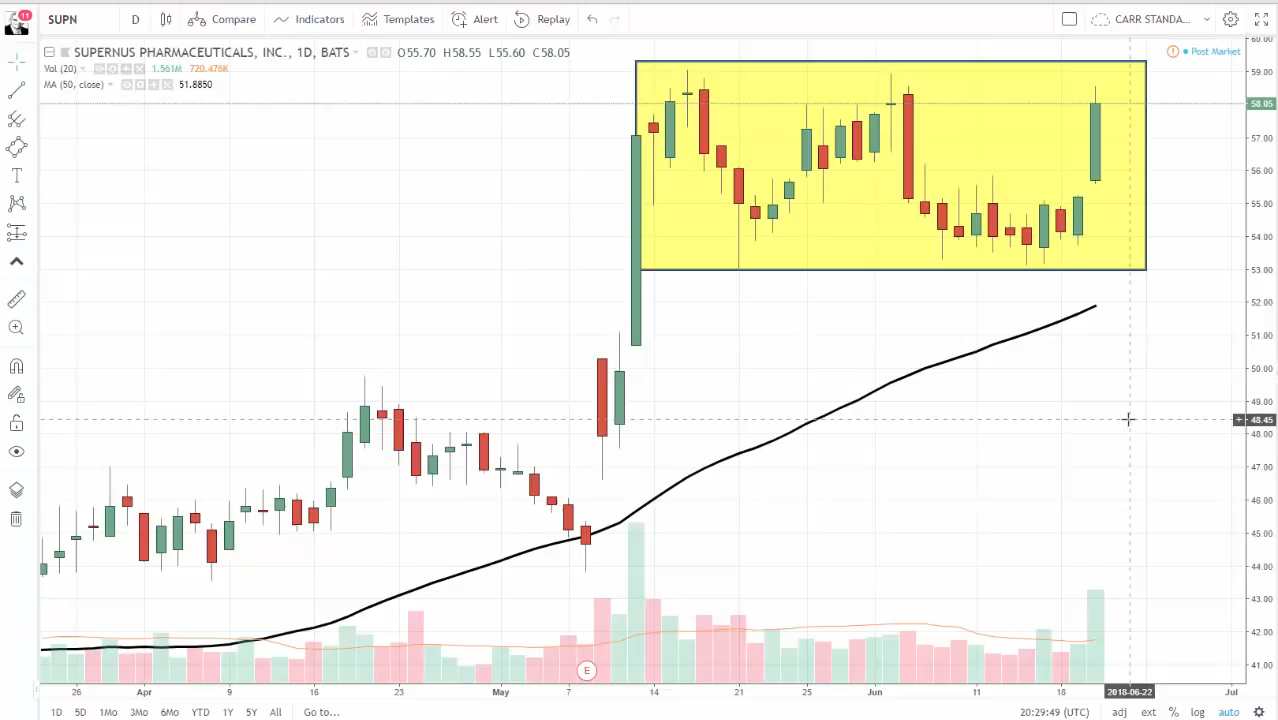 11
SUPN D Compare Indicators Templates Alert Replay CARR STANDA...
SUPERNUS PHARMACEUTICALS, INC., 1D, BATS O55.70 H58.55 L55.60 C58.05
Post Market
Vol (20) 1.561M 720.476K
MA (50, close) 51.8850
60.00
59.00
58.05
57.00
56.00
55.00
54.00
53.00
52.00
51.00
50.00
49.00
48.45
48.00
47.00
46.00
45.00
44.00
43.00
42.00
41.00
E
26 Apr 9 16 23 May 7 14 21 25 Jun 11 18 2018-06-22 Jul
1D 5D 1Mo 3Mo 6Mo YTD 1Y 5Y All Go to... 20:29:49 (UTC) adj ext % log auto